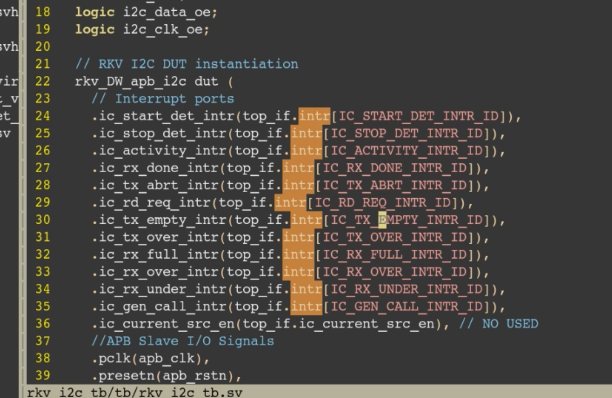 svh 18 logic i2c_data_oe;
19 logic i2c_clk_oe;
svh 20
21 // RKV I2C DUT instantiation
vir 22 rkv_DW_apb_i2c dut (
t_v 23 // Interrupt ports
et_ 24 .ic_start_det_intr(top_if.intr[IC_START_DET_INTR_ID]),
sv 25 .ic_stop_det_intr(top_if.intr[IC_STOP_DET_INTR_ID]),
26 .ic_activity_intr(top_if.intr[IC_ACTIVITY_INTR_ID]),
27 .ic_rx_done_intr(top_if.intr[IC_RX_DONE_INTR_ID]),
28 .ic_tx_abrt_intr(top_if.intr[IC_TX_ABRT_INTR_ID]),
29 .ic_rd_req_intr(top_if.intr[IC_RD_REQ_INTR_ID]),
30 .ic_tx_empty_intr(top_if.intr[IC_TX_EMPTY_INTR_ID]),
31 .ic_tx_over_intr(top_if.intr[IC_TX_OVER_INTR_ID]),
32 .ic_rx_full_intr(top_if.intr[IC_RX_FULL_INTR_ID]),
33 .ic_rx_over_intr(top_if.intr[IC_RX_OVER_INTR_ID]),
34 .ic_rx_under_intr(top_if.intr[IC_RX_UNDER_INTR_ID]),
35 .ic_gen_call_intr(top_if.intr[IC_GEN_CALL_INTR_ID]),
36 .ic_current_src_en(top_if.ic_current_src_en), // NO USED
37 //APB Slave I/O Signals
38 .pclk(apb_clk),
39 .presetn(apb_rstn),
rkv_i2c_tb/tb/rkv_i2c_tb.sv